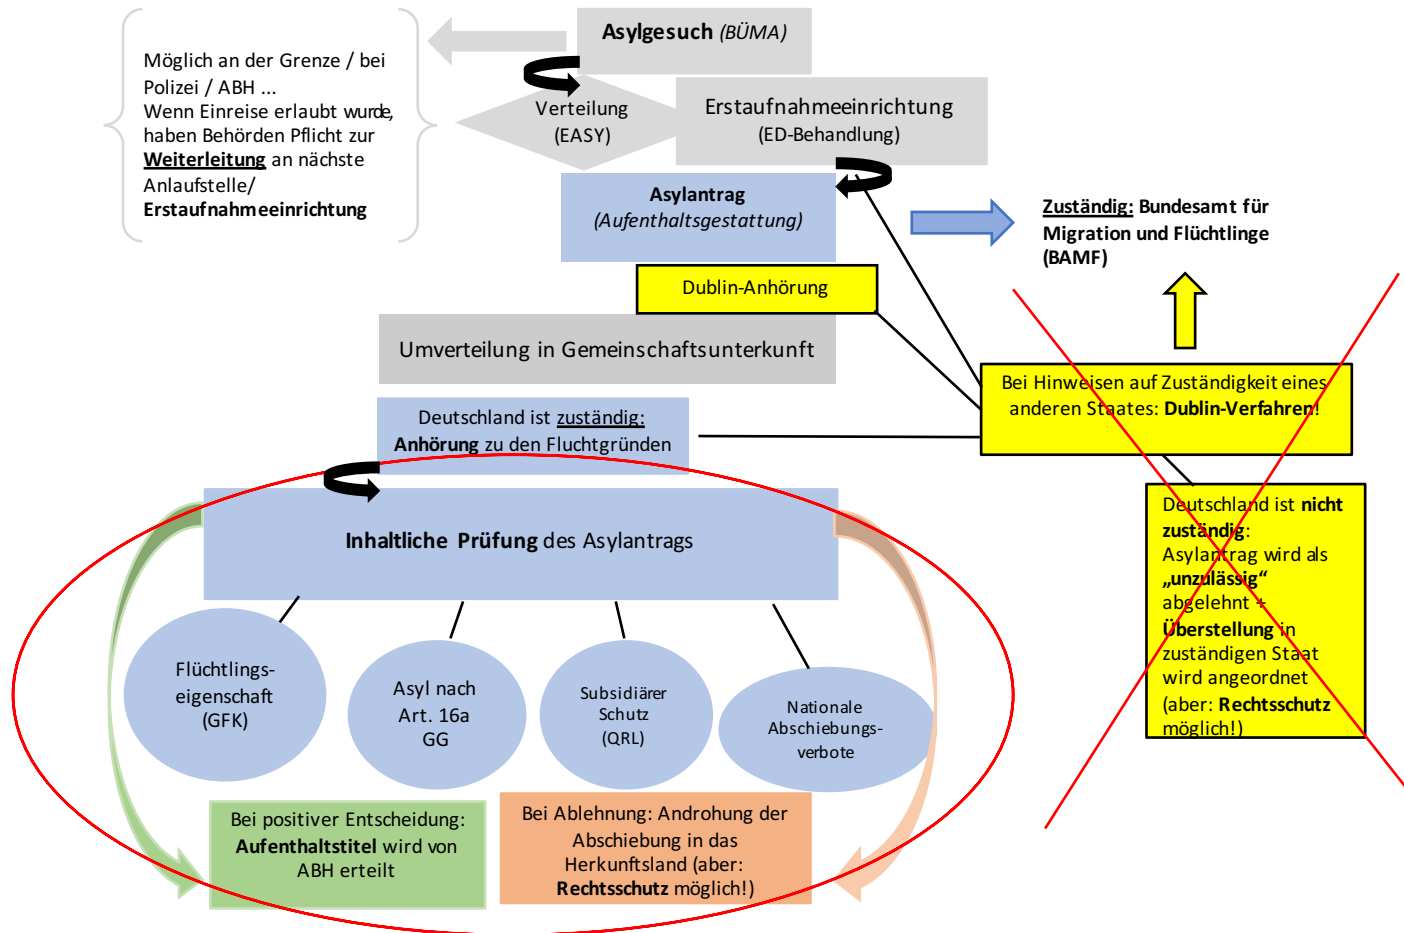 Asylgesuch (BÜMA)
Möglich an der Grenze / bei
Polizei / ABH ...
Wenn Einreise erlaubt wurde,
haben Behörden Pflicht zur
Weiterleitung an nächste
Anlaufstelle/
Erstaufnahmeeinrichtung
Verteilung
(EASY)
Erstaufnahmeeinrichtung
(ED-Behandlung)
Asylantrag
(Aufenthaltsgestattung)
Zuständig: Bundesamt für
Migration und Flüchtlinge
(BAMF)
Dublin-Anhörung
Umverteilung in Gemeinschaftsunterkunft
Bei Hinweisen auf Zuständigkeit eines
anderen Staates: Dublin-Verfahren!
Deutschland ist zuständig:
Anhörung zu den Fluchtgründen
Deutschland ist nicht
zuständig:
Asylantrag wird als
„unzulässig“
abgelehnt +
Überstellung in
zuständigen Staat
wird angeordnet
(aber: Rechtsschutz
möglich!)
Inhaltliche Prüfung des Asylantrags
Flüchtlings-
eigenschaft
(GFK)
Asyl nach
Art. 16a
GG
Subsidiärer
Schutz
(QRL)
Nationale
Abschiebungs-
verbote
Bei positiver Entscheidung:
Aufenthaltstitel wird von
ABH erteilt
Bei Ablehnung: Androhung der
Abschiebung in das
Herkunftsland (aber:
Rechtsschutz möglich!)